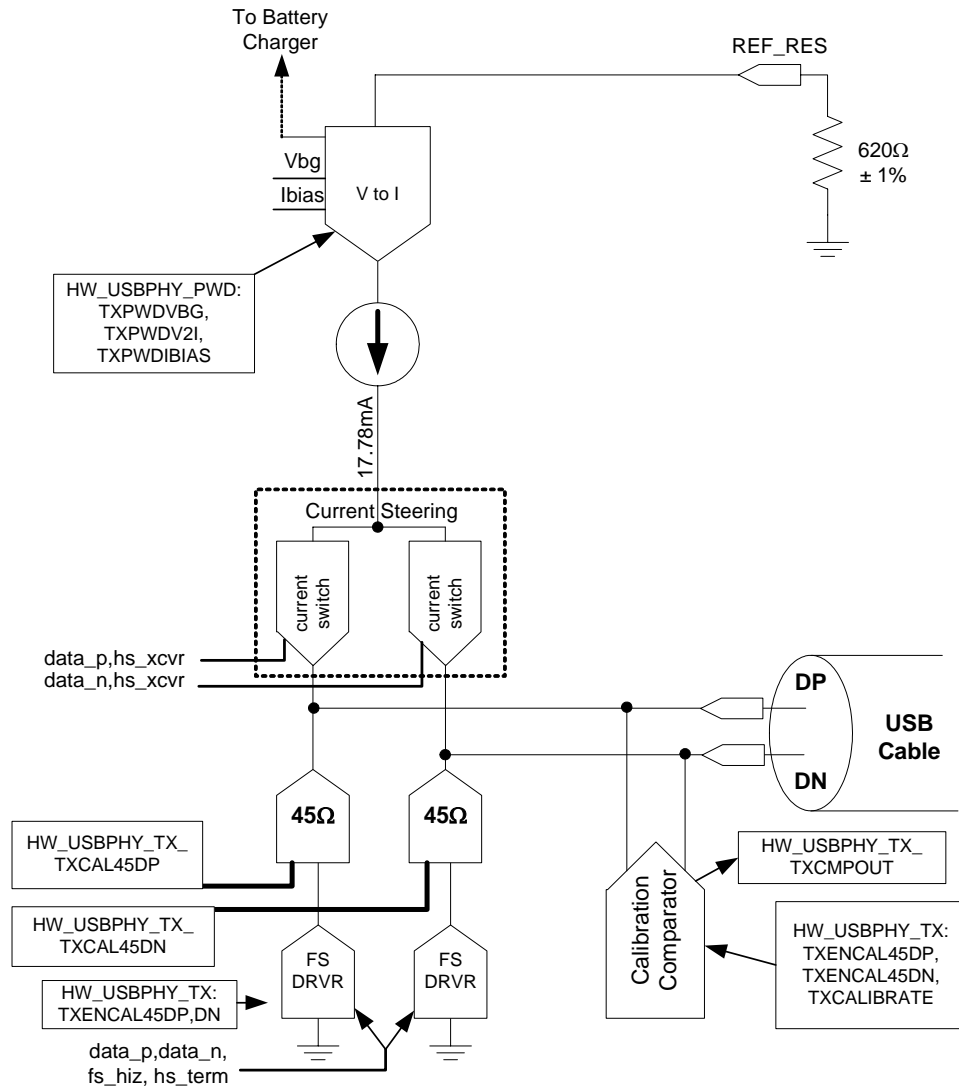 To Battery
Charger
REF_RES
620Ω
± 1%
Vbg
Ibias
V to I
HW_USBPHY_PWD:
TXPWDVBG,
TXPWDV2I,
TXPWDIBIAS
17.78mA
Current Steering
current
switch
current
switch
data_p,hs_xcvr
data_n,hs_xcvr
DP
DN
USB
Cable
45Ω
45Ω
HW_USBPHY_TX_
TXCAL45DP
HW_USBPHY_TX_
TXCAL45DN
HW_USBPHY_TX_
TXCMPOUT
Calibration
Comparator
HW_USBPHY_TX:
TXENCAL45DP,
TXENCAL45DN,
TXCALIBRATE
FS
DRVR
FS
DRVR
HW_USBPHY_TX:
TXENCAL45DP,DN
data_p,data_n,
fs_hiz, hs_term